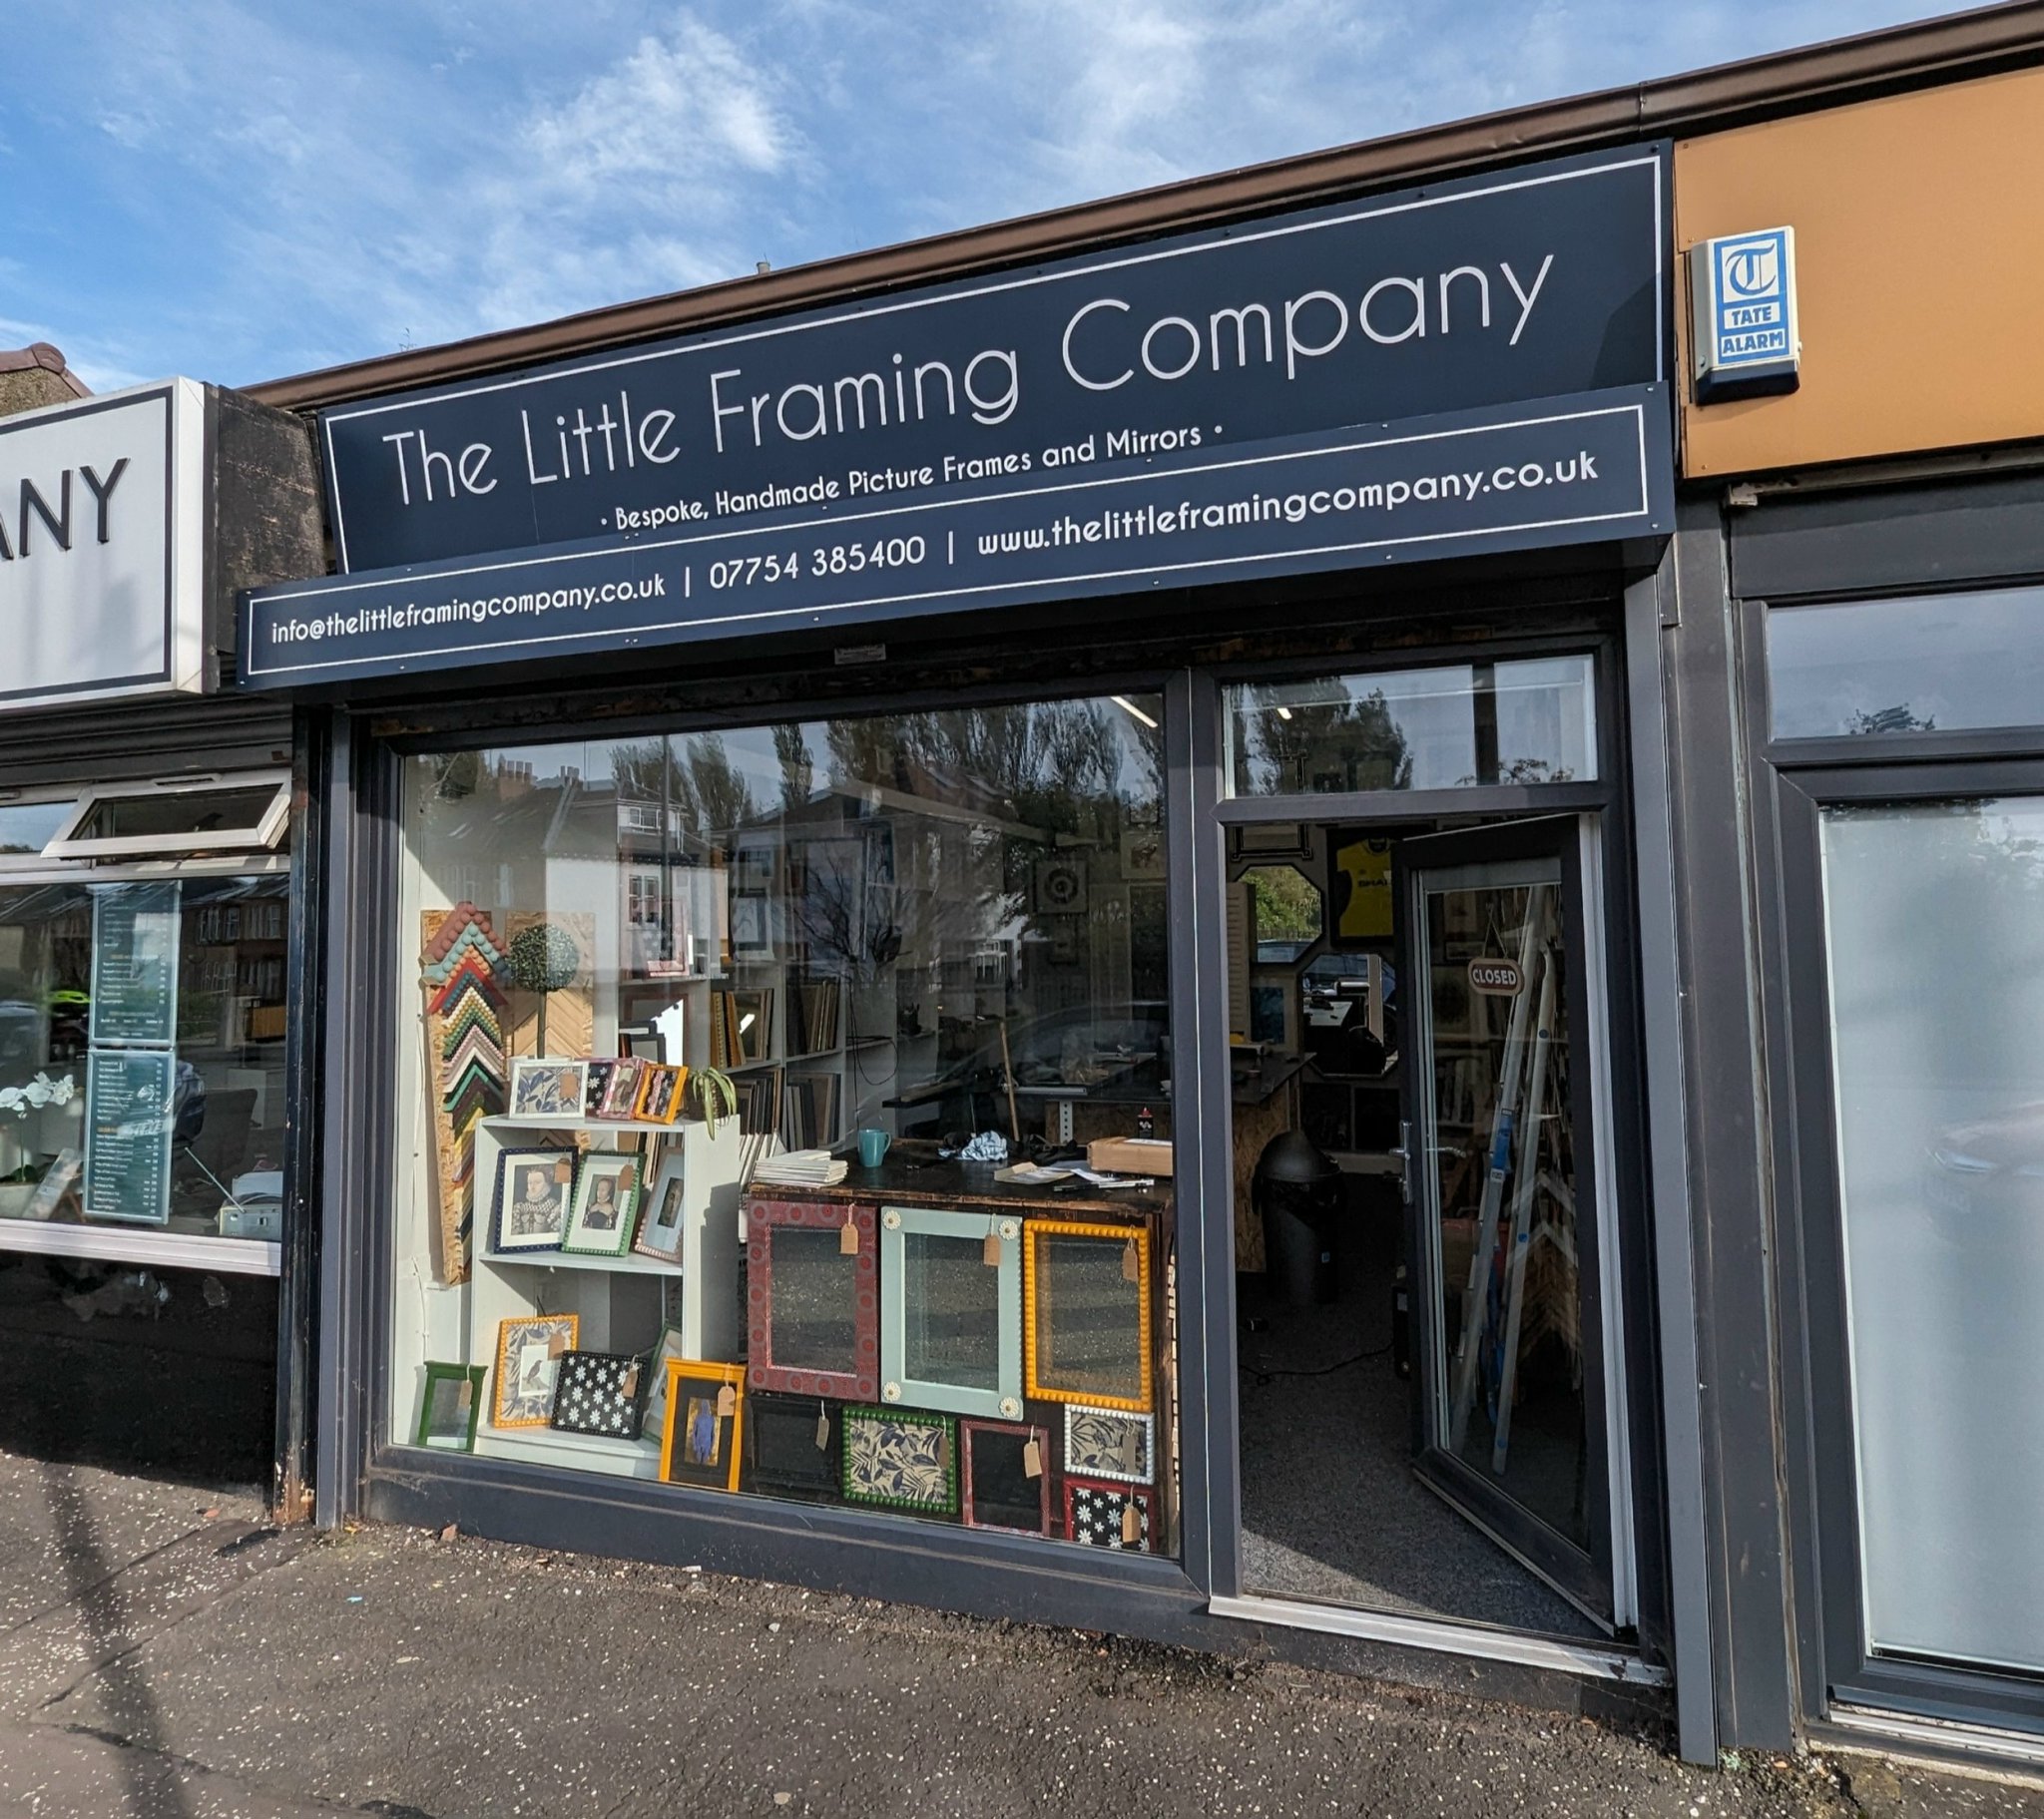 ANY
The Little Framing Company
• Bespoke, Handmade Picture Frames and Mirrors •
info@thelittleframingcompany.co.uk | 07754 385400 | www.thelittleframingcompany.co.uk
T
TATE
ALARM
CLOSED